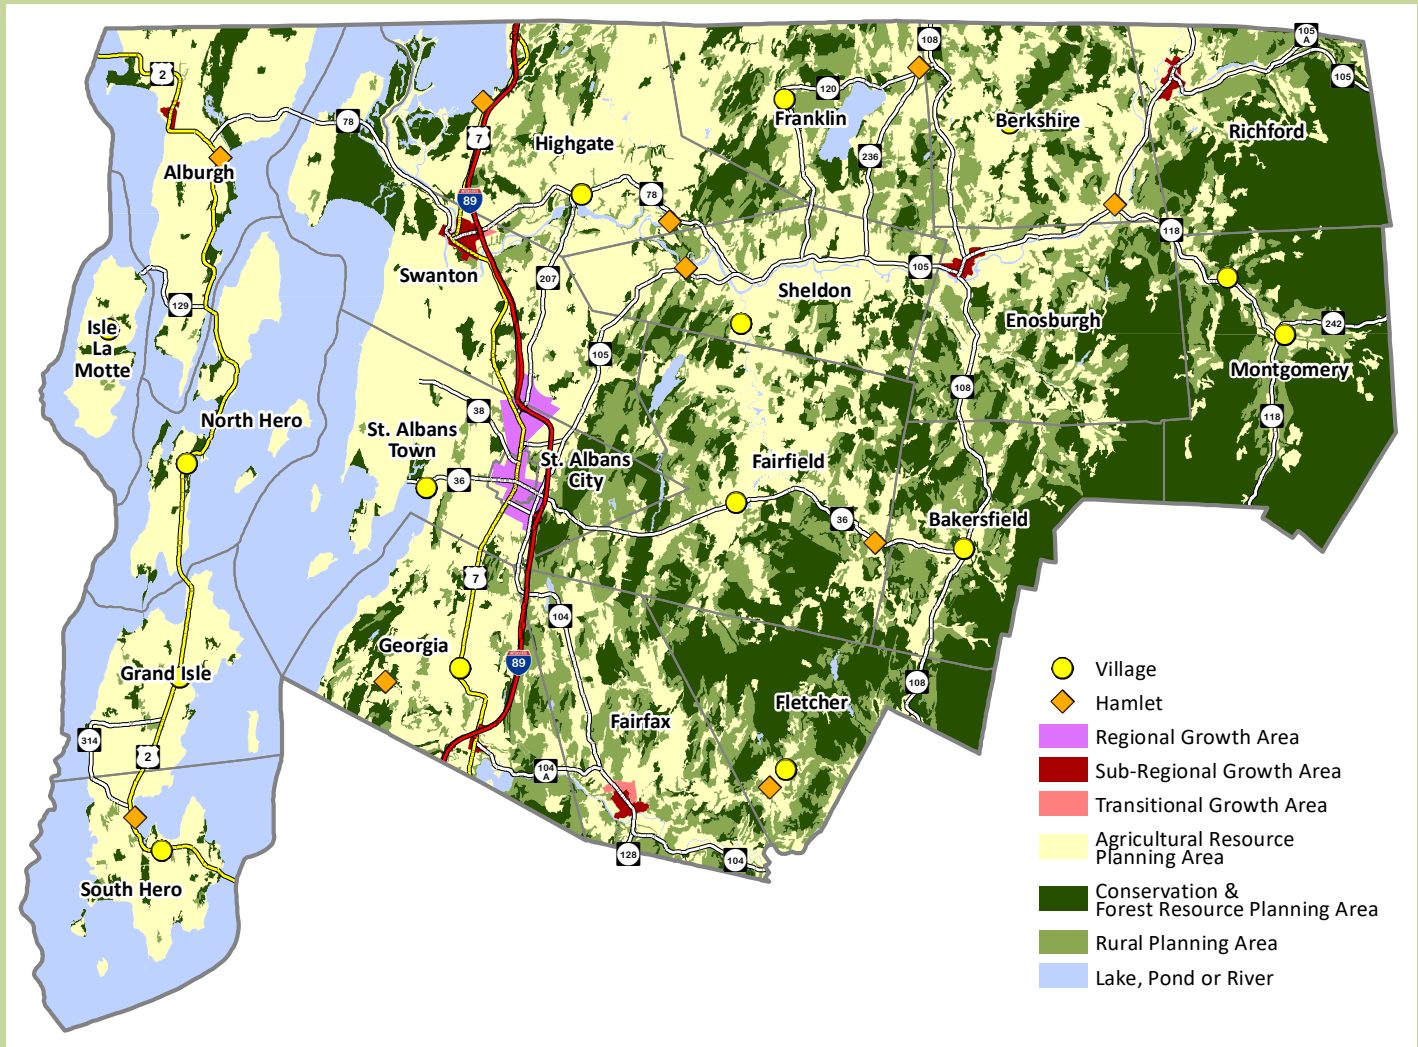 108
105
A
2
105
120
Franklin
Berkshire
78
Richford
7
Highgate
236
Alburgh
89
78
118
Swanton
207
105
Sheldon
129
Isle
La
Motte
Enosburgh
242
105
Montgomery
108
38
118
North Hero
St. Albans
Town
St. Albans
City
Fairfield
36
36
Bakersfield
7
104
Georgia
89
Grand Isle
108
Fletcher
Fairfax
314
2
104
A
128
104
South Hero
Village
Hamlet
Regional Growth Area
Sub-Regional Growth Area
Transitional Growth Area
Agricultural Resource
Planning Area
Conservation &
Forest Resource Planning Area
Rural Planning Area
Lake, Pond or River